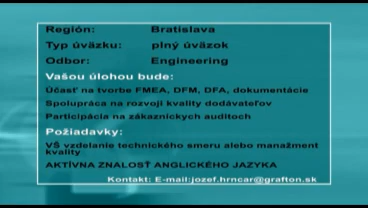 Región: Bratislava
Typ úväzku: plný úväzok
Odbor: Engineering
Vašou úlohou bude:
Účasť na tvorbe FMEA, DFM, DFA, dokumentácie
Spolupráca na rozvoji kvality dodávateľov
Participácia na zákazníckych auditoch
Požiadavky:
VŠ vzdelanie technického smeru alebo manažment
kvality
AKTÍVNA ZNALOSŤ ANGLICKÉHO JAZYKA
Kontakt: E-mail:jozef.hrncar@grafton.sk